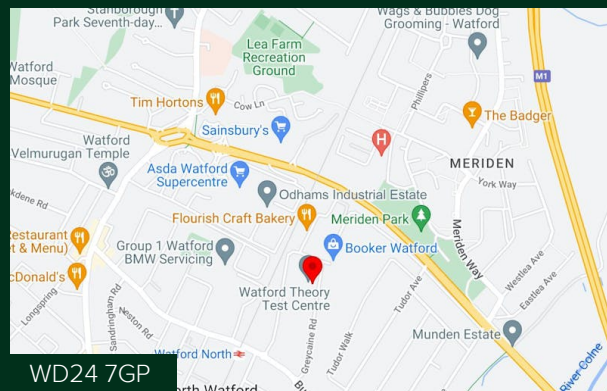 Stanborough
Park Seventh-day...
Wags & Bubbles Dog
Grooming - Watford
Lea Farm
Recreation
Ground
Watford
Mosque
M1
Phillipers
Tim Hortons
Cow Ln
The Badger
Sainsbury's
Watford
Velmurugan Temple
MERIDEN
Asda Watford
Supercentre
York Way
Odhams Industrial Estate
Flourish Craft Bakery
Meriden Park
Restaurant
Group 1 Watford
BMW Servicing
Booker Watford
Meriden Way
& Menu)
McDonald's
Westlea Ave
Eastlea Ave
Watford Theory
Test Centre
Tudor Ave
Longspring
Sandringham Rd
Neston Rd
Greycaine Rd
Tudor Walk
Munden Estate
Watford North
River Colne
North Watford
WD24 7GP